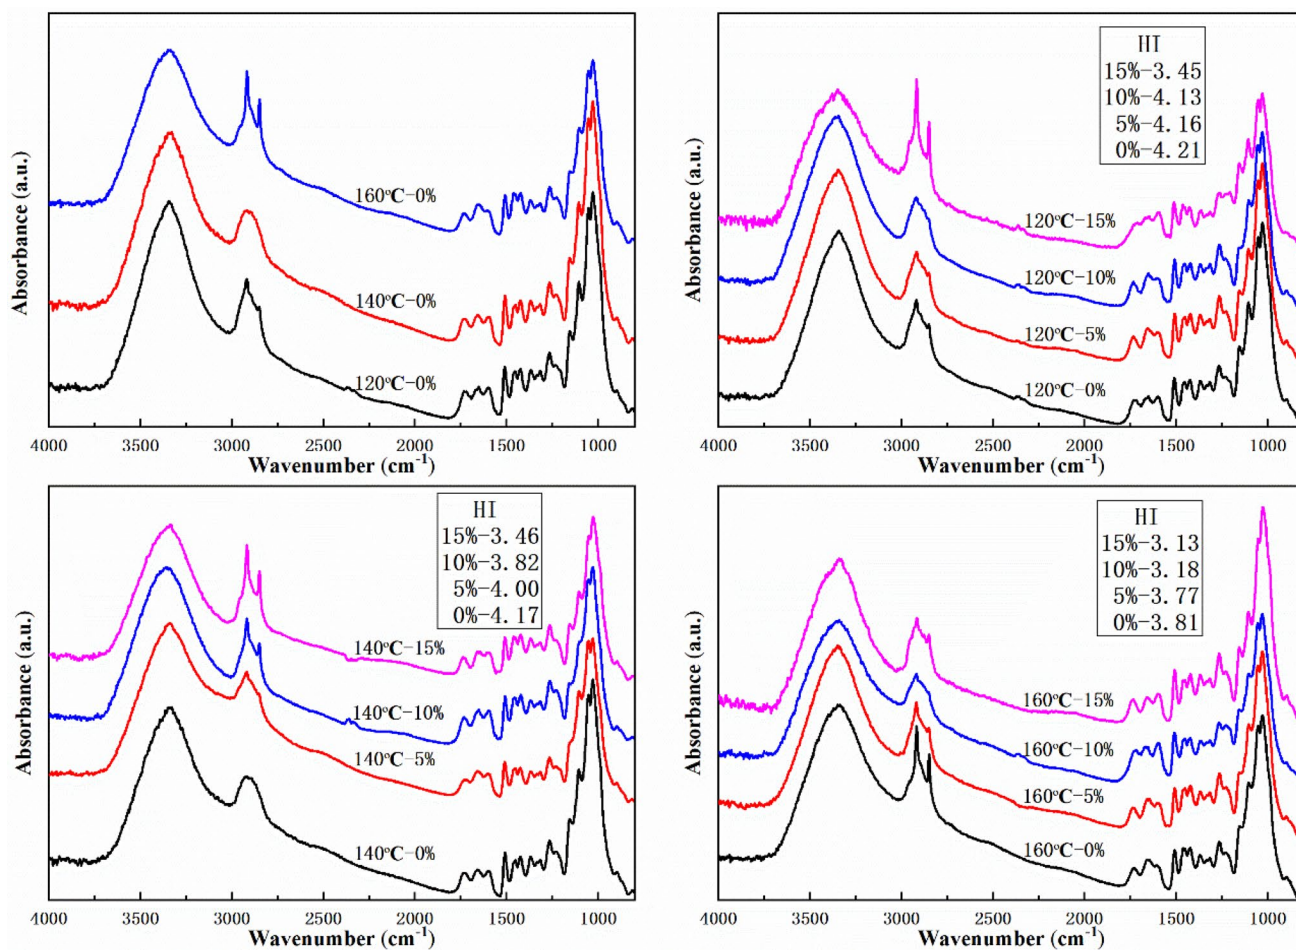 Absorbance (a.u.)
160℃-0%
140℃-0%
120℃-0%
4000 3500 3000 2500 2000 1500 1000
Wavenumber (cm-1)
Absorbance (a.u.)
HI
15%-3.45
10%-4.13
5%-4.16
0%-4.21
120℃-15%
120℃-10%
120℃-5%
120℃-0%
4000 3500 3000 2500 2000 1500 1000
Wavenumber (cm-1)
Absorbance (a.u.)
HI
15%-3.46
10%-3.82
5%-4.00
0%-4.17
140℃-15%
140℃-10%
140℃-5%
140℃-0%
4000 3500 3000 2500 2000 1500 1000
Wavenumber (cm-1)
Absorbance (a.u.)
HI
15%-3.13
10%-3.18
5%-3.77
0%-3.81
160℃-15%
160℃-10%
160℃-5%
160℃-0%
4000 3500 3000 2500 2000 1500 1000
Wavenumber (cm-1)